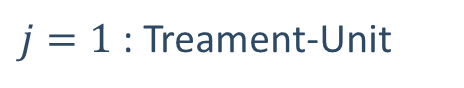 j = 1 : Treament-Unit